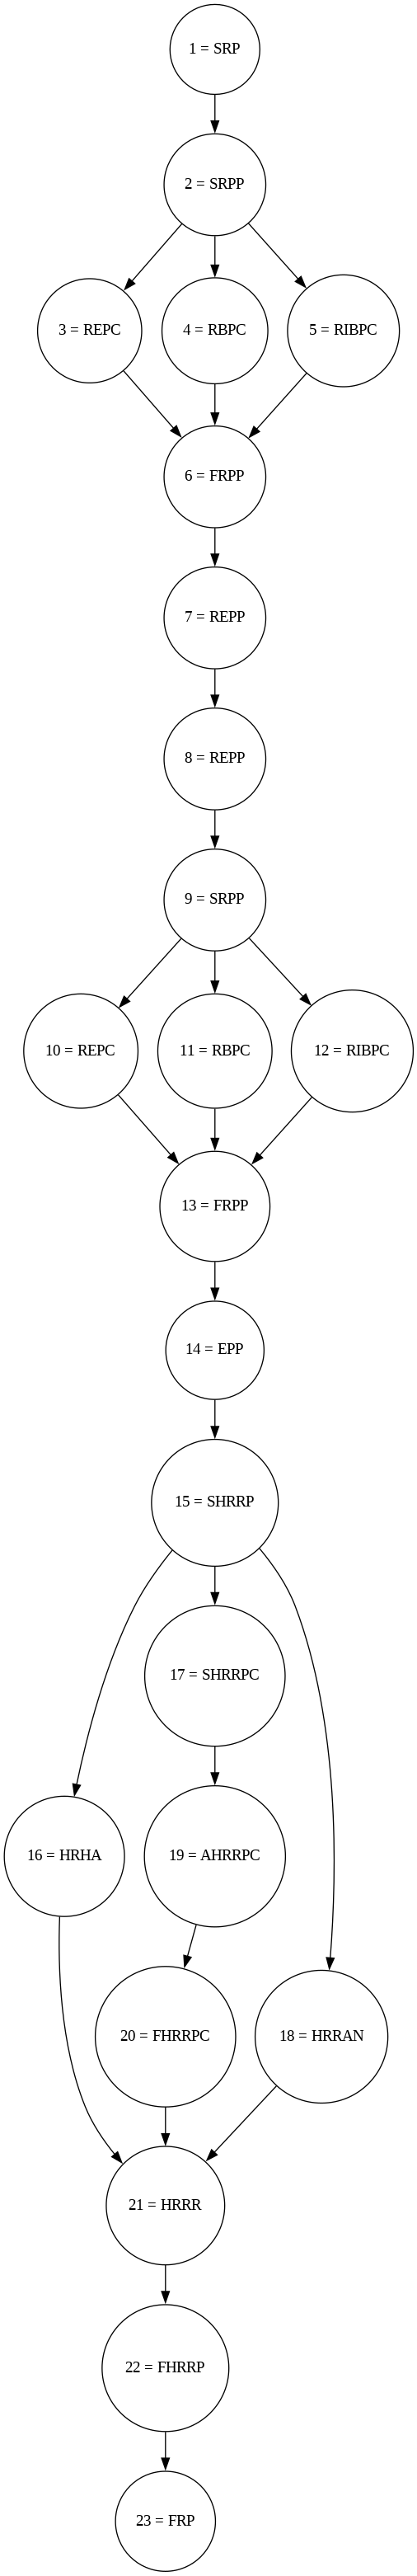 1 = SRP
2 = SRPP
3 = REPC
4 = RBPC
5 = RIBPC
6 = FRPP
7 = REPP
8 = REPP
9 = SRPP
10 = REPC
11 = RBPC
12 = RIBPC
13 = FRPP
14 = EPP
15 = SHRRP
17 = SHRRPC
16 = HRHA
19 = AHRRPC
20 = FHRRPC
18 = HRRAN
21 = HRRR
22 = FHRRP
23 = FRP